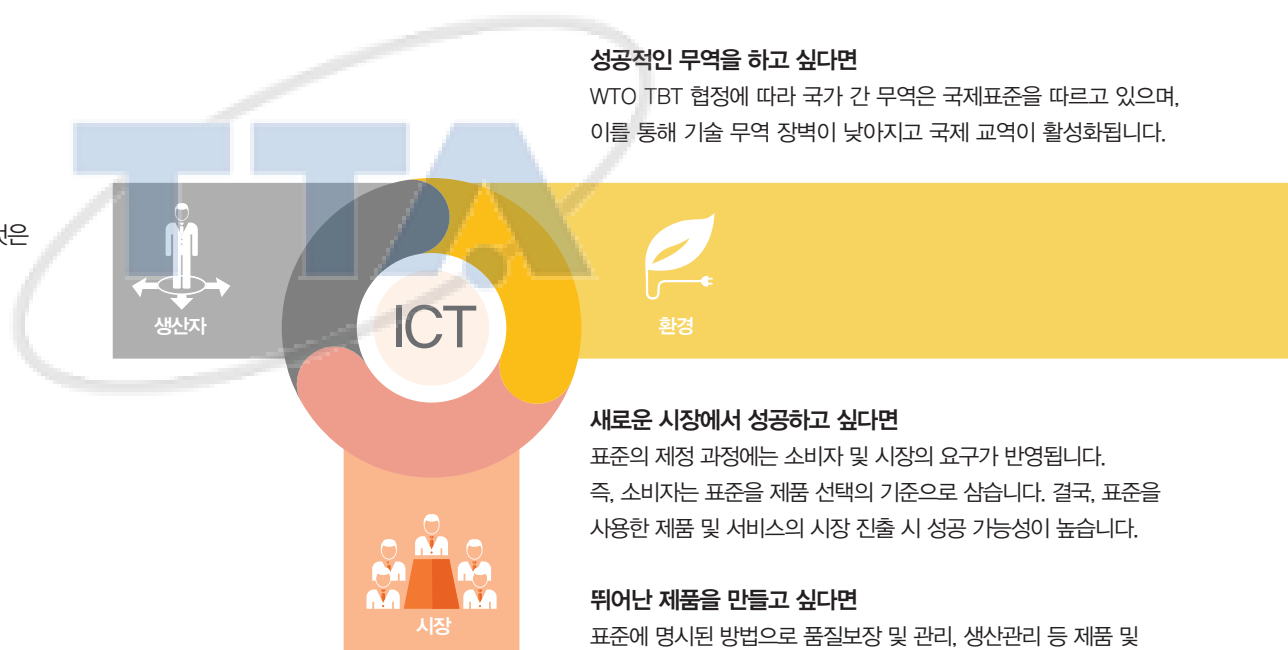 성공적인 무역을 하고 싶다면
WTO TBT 협정에 따라 국가 간 무역은 국제표준을 따르고 있으며,
이를 통해 기술 무역 장벽이 낮아지고 국제 교역이 활성화됩니다.
TTA
것은
생산자
ICT
환경
새로운 시장에서 성공하고 싶다면
표준의 제정 과정에는 소비자 및 시장의 요구가 반영됩니다.
즉, 소비자는 표준을 제품 선택의 기준으로 삼습니다. 결국, 표준을
사용한 제품 및 서비스의 시장 진출 시 성공 가능성이 높습니다.
시장
뛰어난 제품을 만들고 싶다면
표준에 명시된 방법으로 품질보장 및 관리, 생산관리 등 제품 및